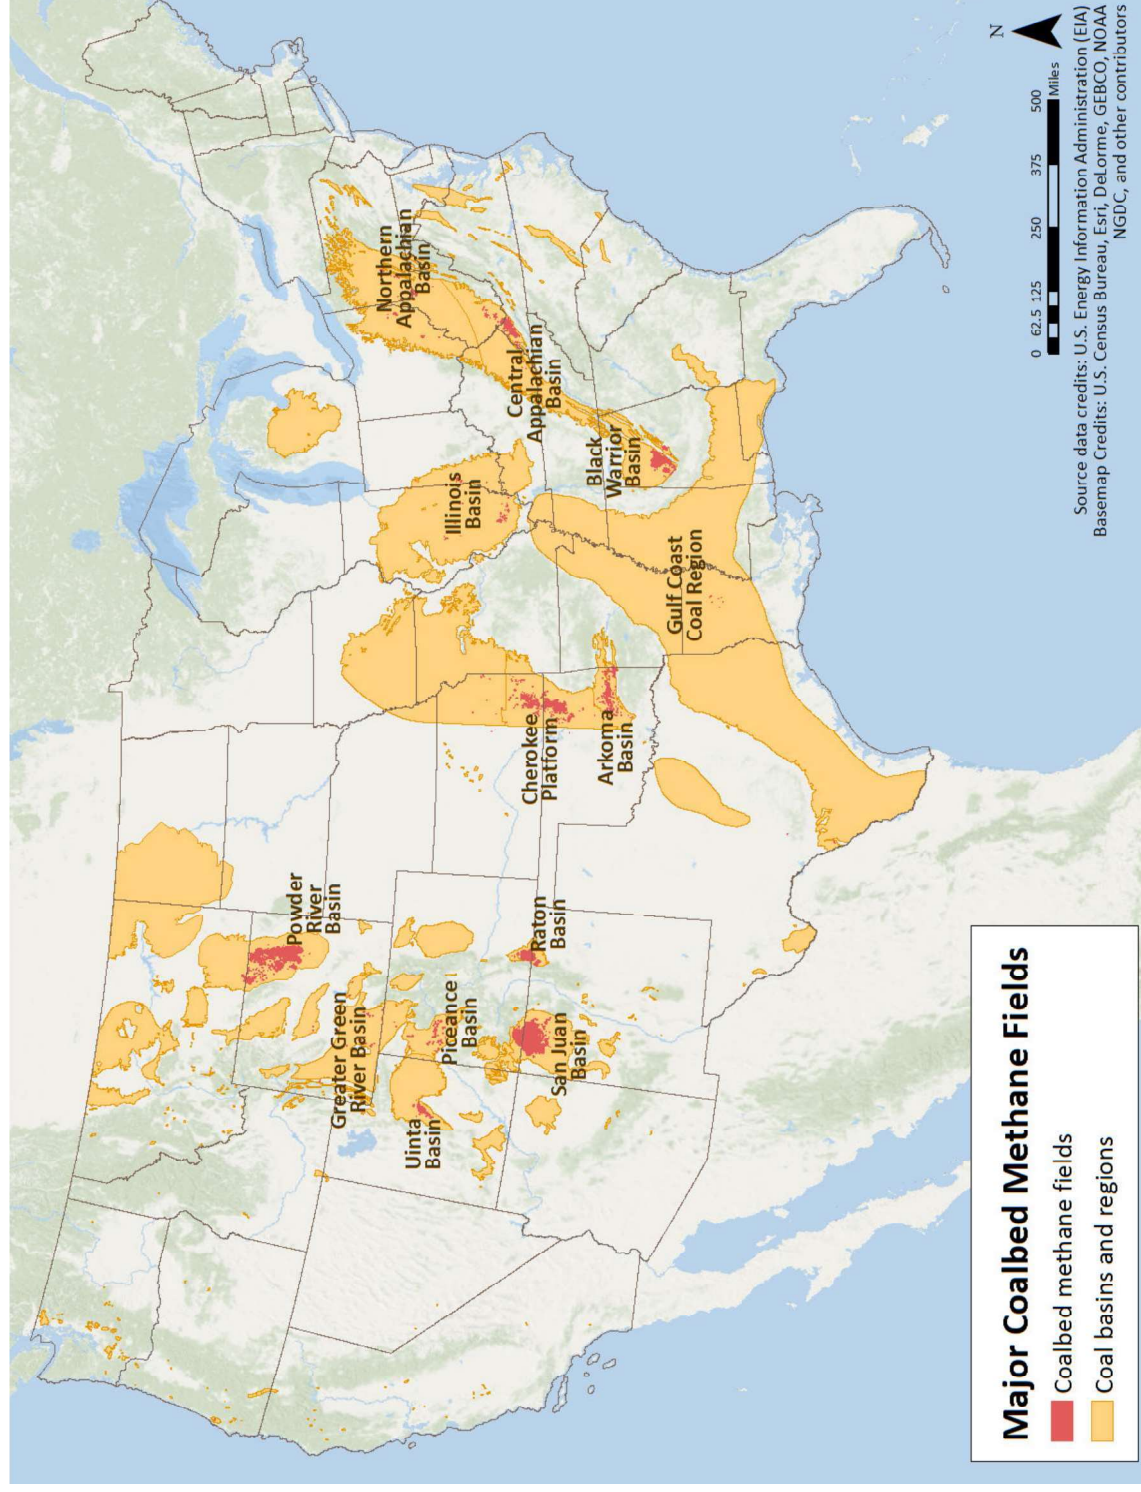 Northern
Appalachian
Basin
Central
Appalachian
Basin
Black
Warrior
Basin
Illinois
Basin
Gulf Coast
Coal Region
Cherokee
Platform
Arkoma
Basin
Powder
River
Basin
Raton
Basin
Greater Green
River Basin
Piceance
Basin
San Juan
Basin
Uinta
Basin
Major Coalbed Methane Fields
Coalbed methane fields
Coal basins and regions
N
0 62.5 125 250 375 500
Miles
Source data credits: U.S. Energy Information Administration (EIA)
Basemap Credits: U.S. Census Bureau, Esri, DeLorme, GEBCO, NOAA
NGDC, and other contributors